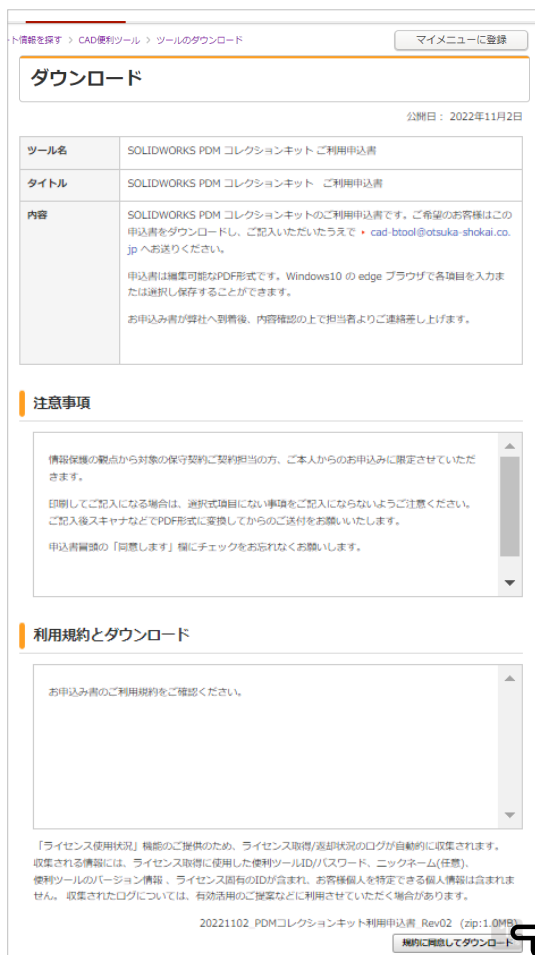 ト情報を探す > CAD便利ツール > ツールのダウンロード
マイメニューに登録
ダウンロード
公開日： 2022年11月2日
ツール名
SOLIDWORKS PDM コレクションキット ご利用申込書
タイトル
SOLIDWORKS PDM コレクションキット　ご利用申込書
内容
SOLIDWORKS PDM コレクションキットのご利用申込書です。ご希望のお客様はこの
申込書をダウンロードし、ご記入いただいたうえで cad-btool@otsuka-shokai.co.
jp へお送りください。
申込書は編集可能なPDF形式です。Windows10 の edge ブラウザで各項目を入力ま
たは選択し保存することができます。
お申込み書が弊社へ到着後、内容確認の上で担当者よりご連絡差し上げます。
注意事項
情報保護の観点から対象の保守契約ご契約担当の方、ご本人からのお申込みに限定させていただ
きます。
印刷してご記入になる場合は、選択式項目にない事項をご記入にならないようご注意ください。
ご記入後スキャナなどでPDF形式に変換してからのご送付をお願いいたします。
申込書冒頭の「同意します」欄にチェックをお忘れなくお願いします。
利用規約とダウンロード
お申込み書のご利用規約をご確認ください。
「ライセンス使用状況」機能のご提供のため、ライセンス取得/返却状況のログが自動的に収集されます。
収集される情報には、ライセンス取得に使用した便利ツールID/パスワード、ニックネーム(任意)、
便利ツールのバージョン情報 、ライセンス固有のIDが含まれ、お客様個人を特定できる個人情報は含まれま
せん。 収集されたログについては、有効活用のご提案などに利用させていただく場合があります。
20221102_PDMコレクションキット利用申込書_Rev02 (zip:1.0MB)
規約に同意してダウンロード